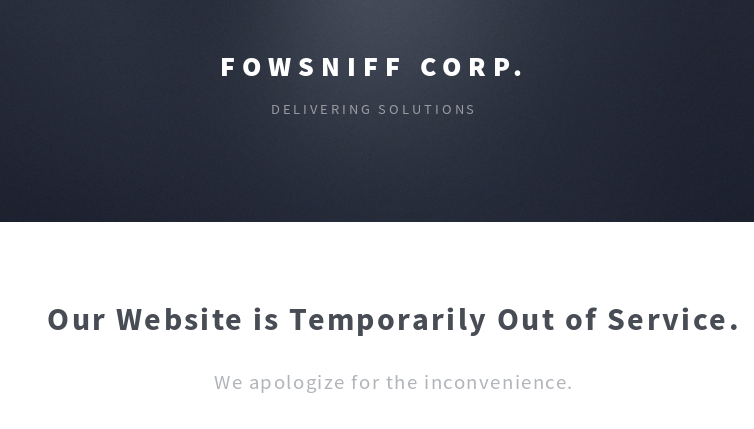 FOWSNIFF CORP.
DELIVERING SOLUTIONS
Our Website is Temporarily Out of Service.
We apologize for the inconvenience.